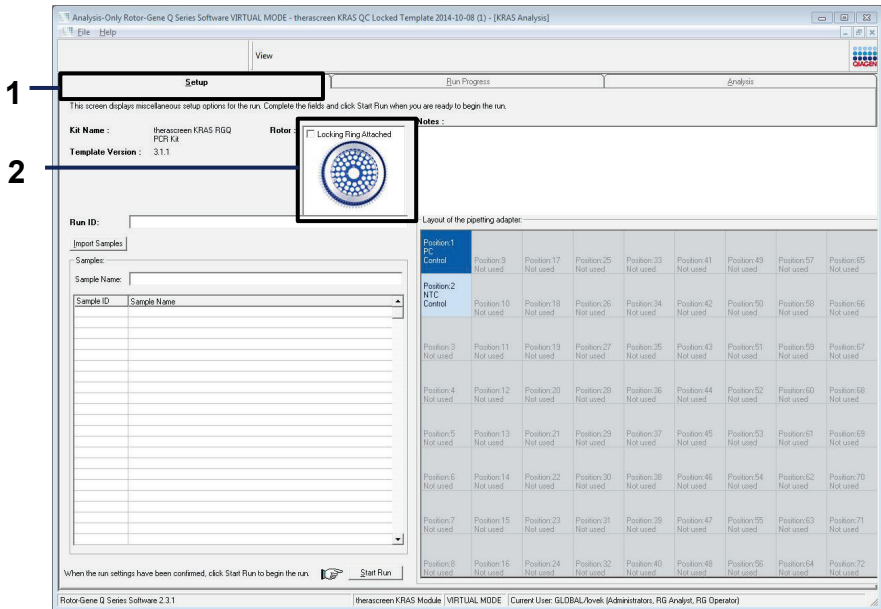 Analysis-Only Rotor-Gene Q Series Software VIRTUAL MODE - therascreen KRAS QC Locked Template 2014-10-08 (1) - [KRAS Analysis]
File Help
View
QIAGEN
1
Setup Run Progress Analysis
This screen displays miscellaneous setup options for the run. Complete the fields and click Start Run when you are ready to begin the run.
Kit Name : therascreen KRAS RGQ PCR Kit
Rotor :
Locking Ring Attached
Notes :
Template Version : 3.1.1
2
Run ID:
Import Samples
Samples:
Sample Name:
Sample ID Sample Name
When the run settings have been confirmed, click Start Run to begin the run.
Start Run
Layout of the pipetting adapter:
Position:1 PC Control
Position:9 Not used
Position:17 Not used
Position:25 Not used
Position:33 Not used
Position:41 Not used
Position:49 Not used
Position:57 Not used
Position:65 Not used
Position:2 NTC Control
Position:10 Not used
Position:18 Not used
Position:26 Not used
Position:34 Not used
Position:42 Not used
Position:50 Not used
Position:58 Not used
Position:66 Not used
Position:3 Not used
Position:11 Not used
Position:19 Not used
Position:27 Not used
Position:35 Not used
Position:43 Not used
Position:51 Not used
Position:59 Not used
Position:67 Not used
Position:4 Not used
Position:12 Not used
Position:20 Not used
Position:28 Not used
Position:36 Not used
Position:44 Not used
Position:52 Not used
Position:60 Not used
Position:68 Not used
Position:5 Not used
Position:13 Not used
Position:21 Not used
Position:29 Not used
Position:37 Not used
Position:45 Not used
Position:53 Not used
Position:61 Not used
Position:69 Not used
Position:6 Not used
Position:14 Not used
Position:22 Not used
Position:30 Not used
Position:38 Not used
Position:46 Not used
Position:54 Not used
Position:62 Not used
Position:70 Not used
Position:7 Not used
Position:15 Not used
Position:23 Not used
Position:31 Not used
Position:39 Not used
Position:47 Not used
Position:55 Not used
Position:63 Not used
Position:71 Not used
Position:8 Not used
Position:16 Not used
Position:24 Not used
Position:32 Not used
Position:40 Not used
Position:48 Not used
Position:56 Not used
Position:64 Not used
Position:72 Not used
Rotor-Gene Q Series Software 2.3.1
therascreen KRAS Module
VIRTUAL MODE
Current User: GLOBAL/lovek (Administrators, RG Analyst, RG Operator)